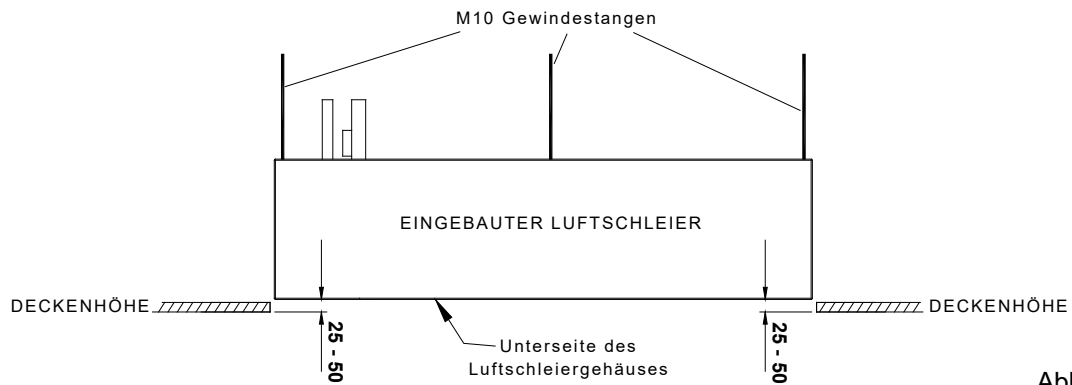 M10 Gewindestangen
EINGEBAUTER LUFTSCHLEIER
DECKENHÖHE
DECKENHÖHE
25 - 50
25 - 50
Unterseite des
Luftschleiergehäuses